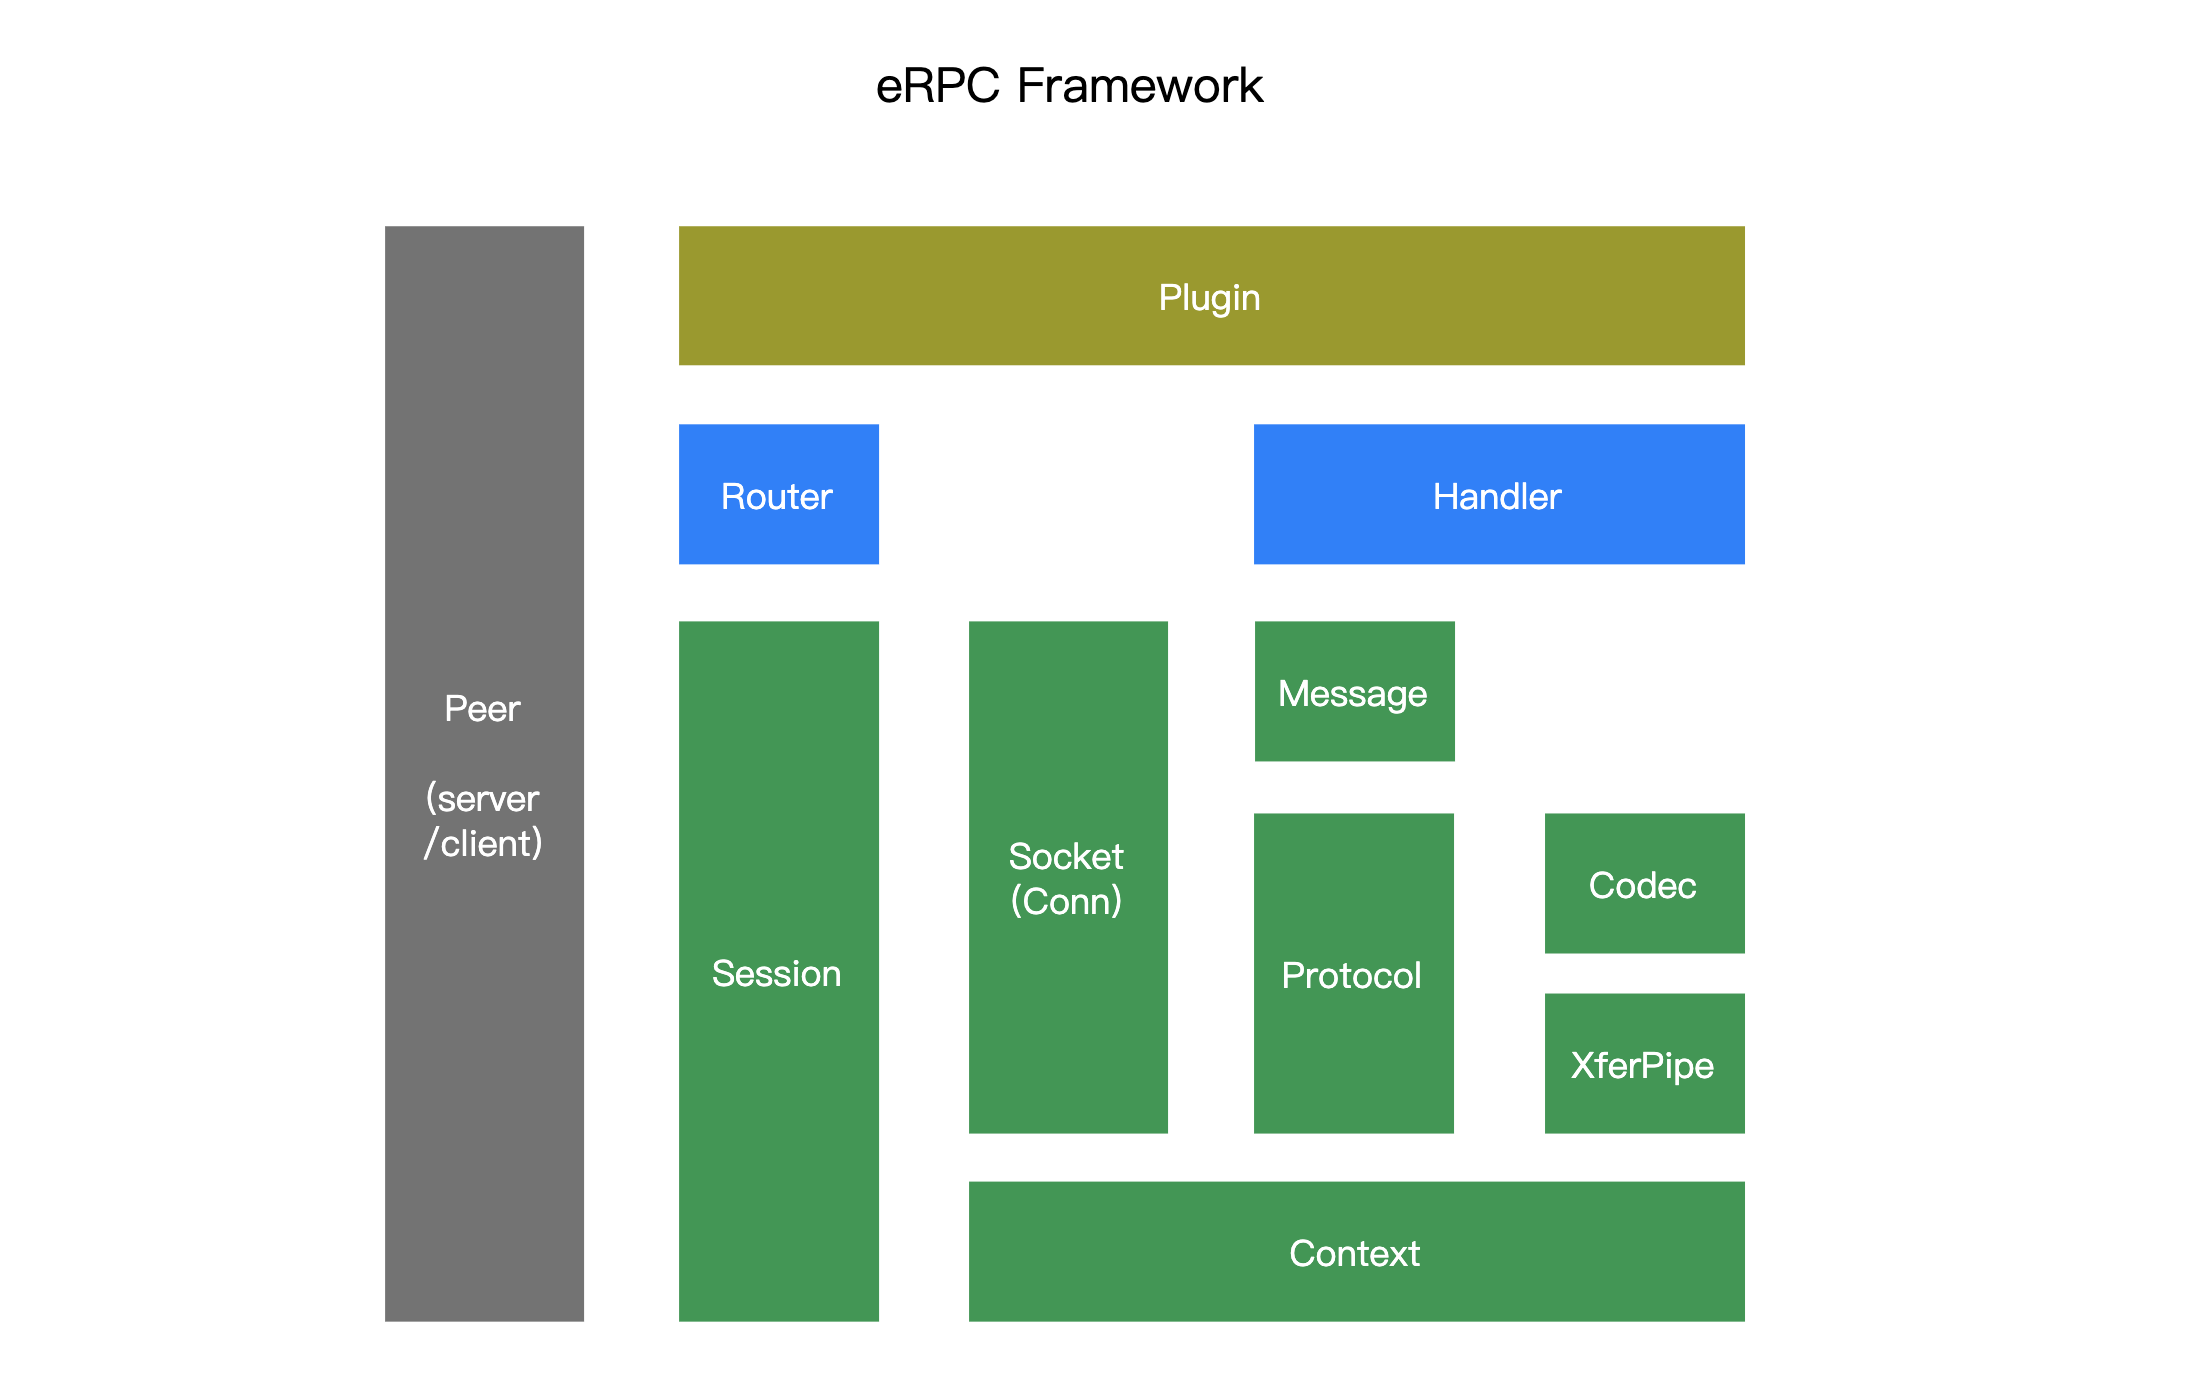 eRPC Framework
Peer
(server
/client)
Plugin
Router
Handler
Session
Socket
(Conn)
Message
Protocol
Codec
XferPipe
Context